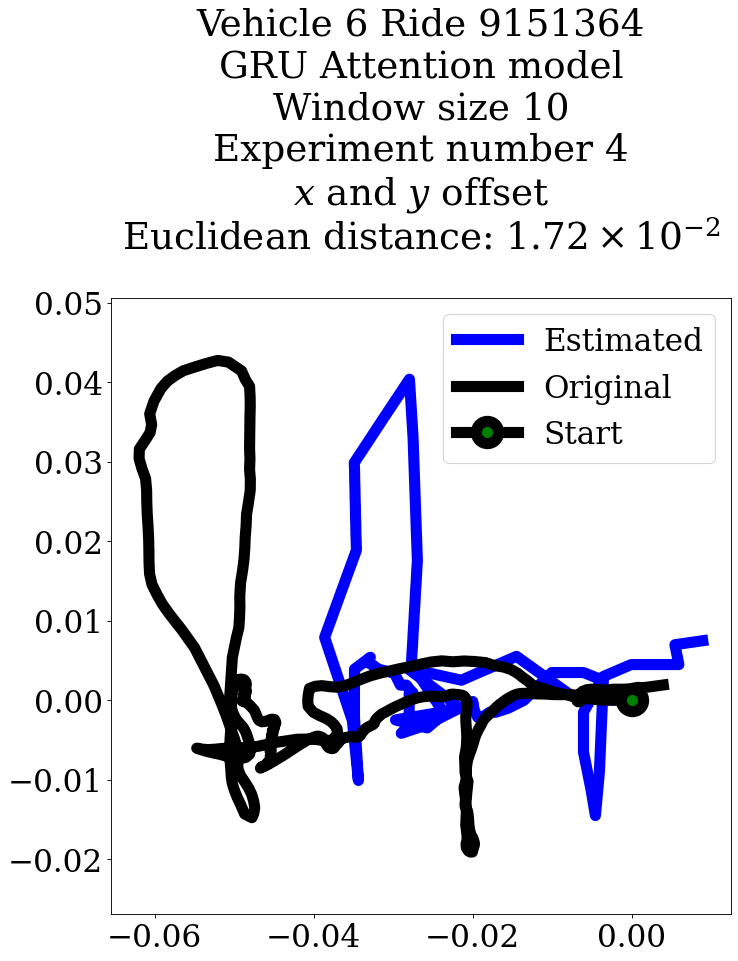 Vehicle 6 Ride 9151364
GRU Attention model
Window size 10
Experiment number 4
x and y offset
Euclidean distance: 1.72 × 10⁻²
0.05
0.04
0.03
0.02
0.01
0.00
−0.01
−0.02
Estimated
Original
Start
−0.06
−0.04
−0.02
0.00